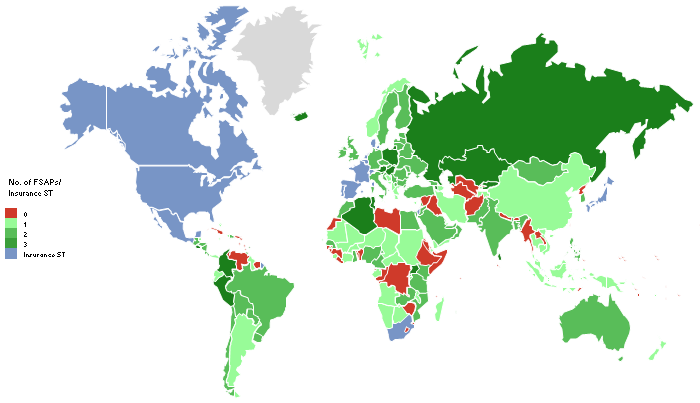 No. of FSAPs/
Insurance ST
0
1
2
3
Insurance ST